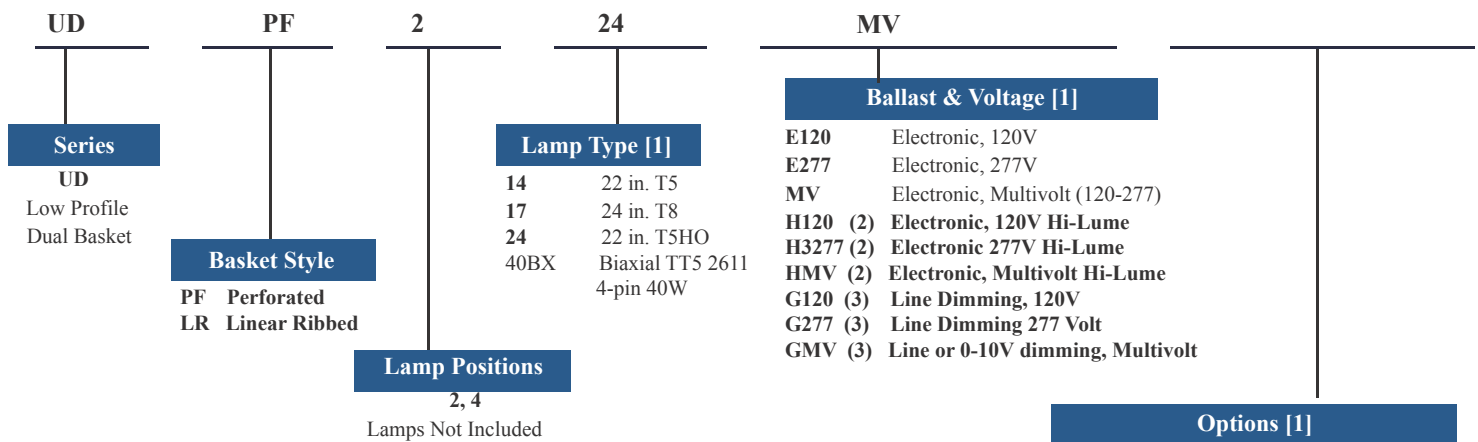 UD PF 2 24 MV
Series
UD
Low Profile
Dual Basket
Basket Style
PF Perforated
LR Linear Ribbed
Lamp Positions
2, 4
Lamps Not Included
Lamp Type [1]
14 22 in. T5
17 24 in. T8
24 22 in. T5HO
40BX Biaxial TT5 2611
4-pin 40W
Ballast & Voltage [1]
E120 Electronic, 120V
E277 Electronic, 277V
MV Electronic, Multivolt (120-277)
H120 (2) Electronic, 120V Hi-Lume
H3277 (2) Electronic 277V Hi-Lume
HMV (2) Electronic, Multivolt Hi-Lume
G120 (3) Line Dimming, 120V
G277 (3) Line Dimming 277 Volt
GMV (3) Line or 0-10V dimming, Multivolt
Options [1]